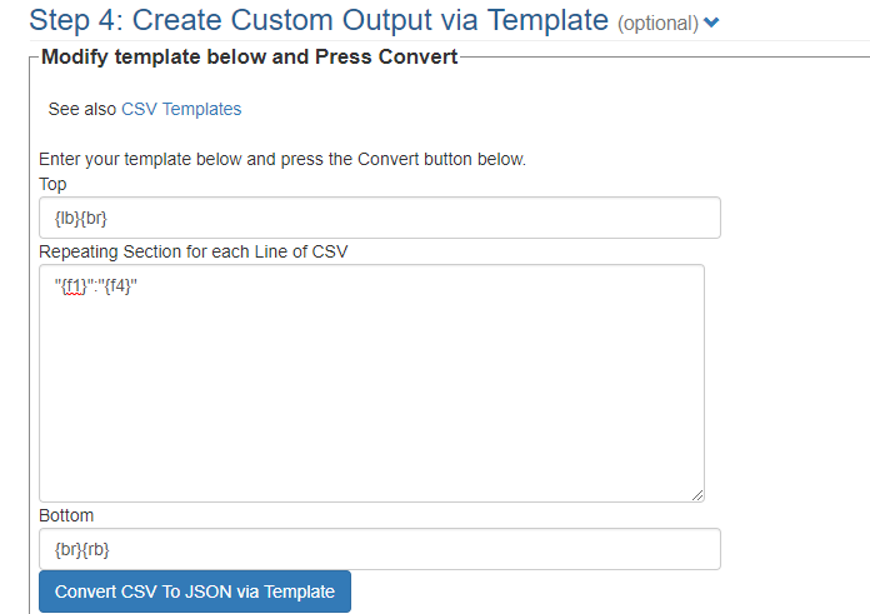 Step 4: Create Custom Output via Template (optional)
Modify template below and Press Convert
See also CSV Templates
Enter your template below and press the Convert button below.
Top
{lb}{br}
Repeating Section for each Line of CSV
"{f1}":"{f4}"
Bottom
{br}{rb}
Convert CSV To JSON via Template